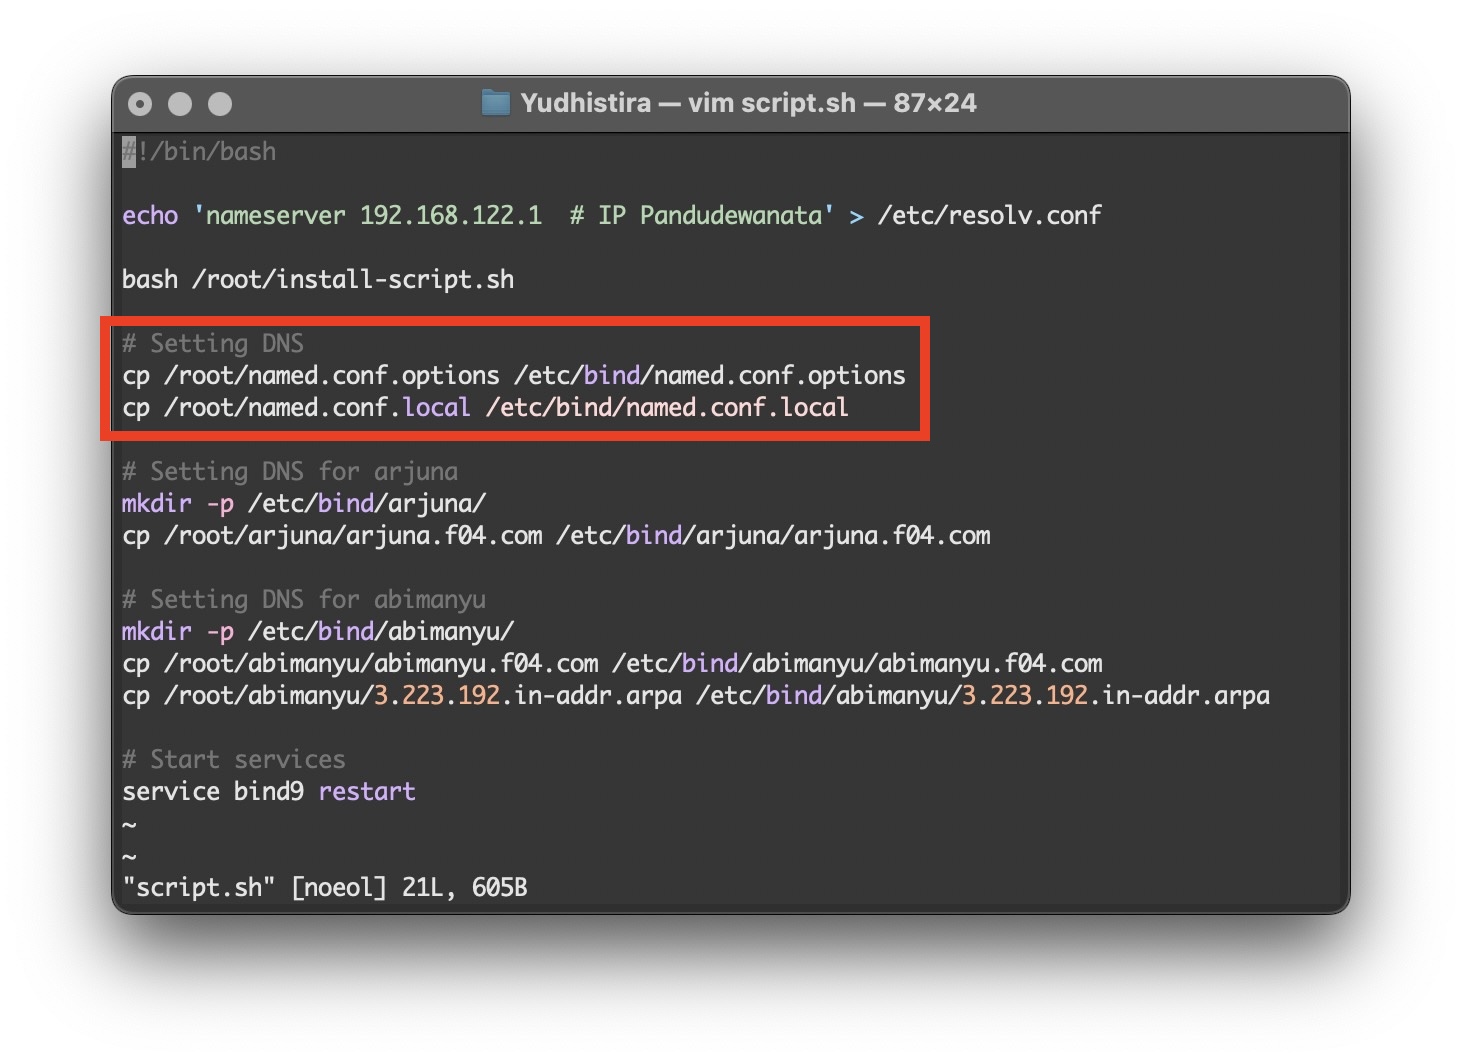 Yudhistira — vim script.sh — 87×24
#!/bin/bash
echo 'nameserver 192.168.122.1  # IP Pandudewanata' > /etc/resolv.conf
bash /root/install-script.sh
# Setting DNS
cp /root/named.conf.options /etc/bind/named.conf.options
cp /root/named.conf.local /etc/bind/named.conf.local
# Setting DNS for arjuna
mkdir -p /etc/bind/arjuna/
cp /root/arjuna/arjuna.f04.com /etc/bind/arjuna/arjuna.f04.com
# Setting DNS for abimanyu
mkdir -p /etc/bind/abimanyu/
cp /root/abimanyu/abimanyu.f04.com /etc/bind/abimanyu/abimanyu.f04.com
cp /root/abimanyu/3.223.192.in-addr.arpa /etc/bind/abimanyu/3.223.192.in-addr.arpa
# Start services
service bind9 restart
~
~
"script.sh" [noeol] 21L, 605B